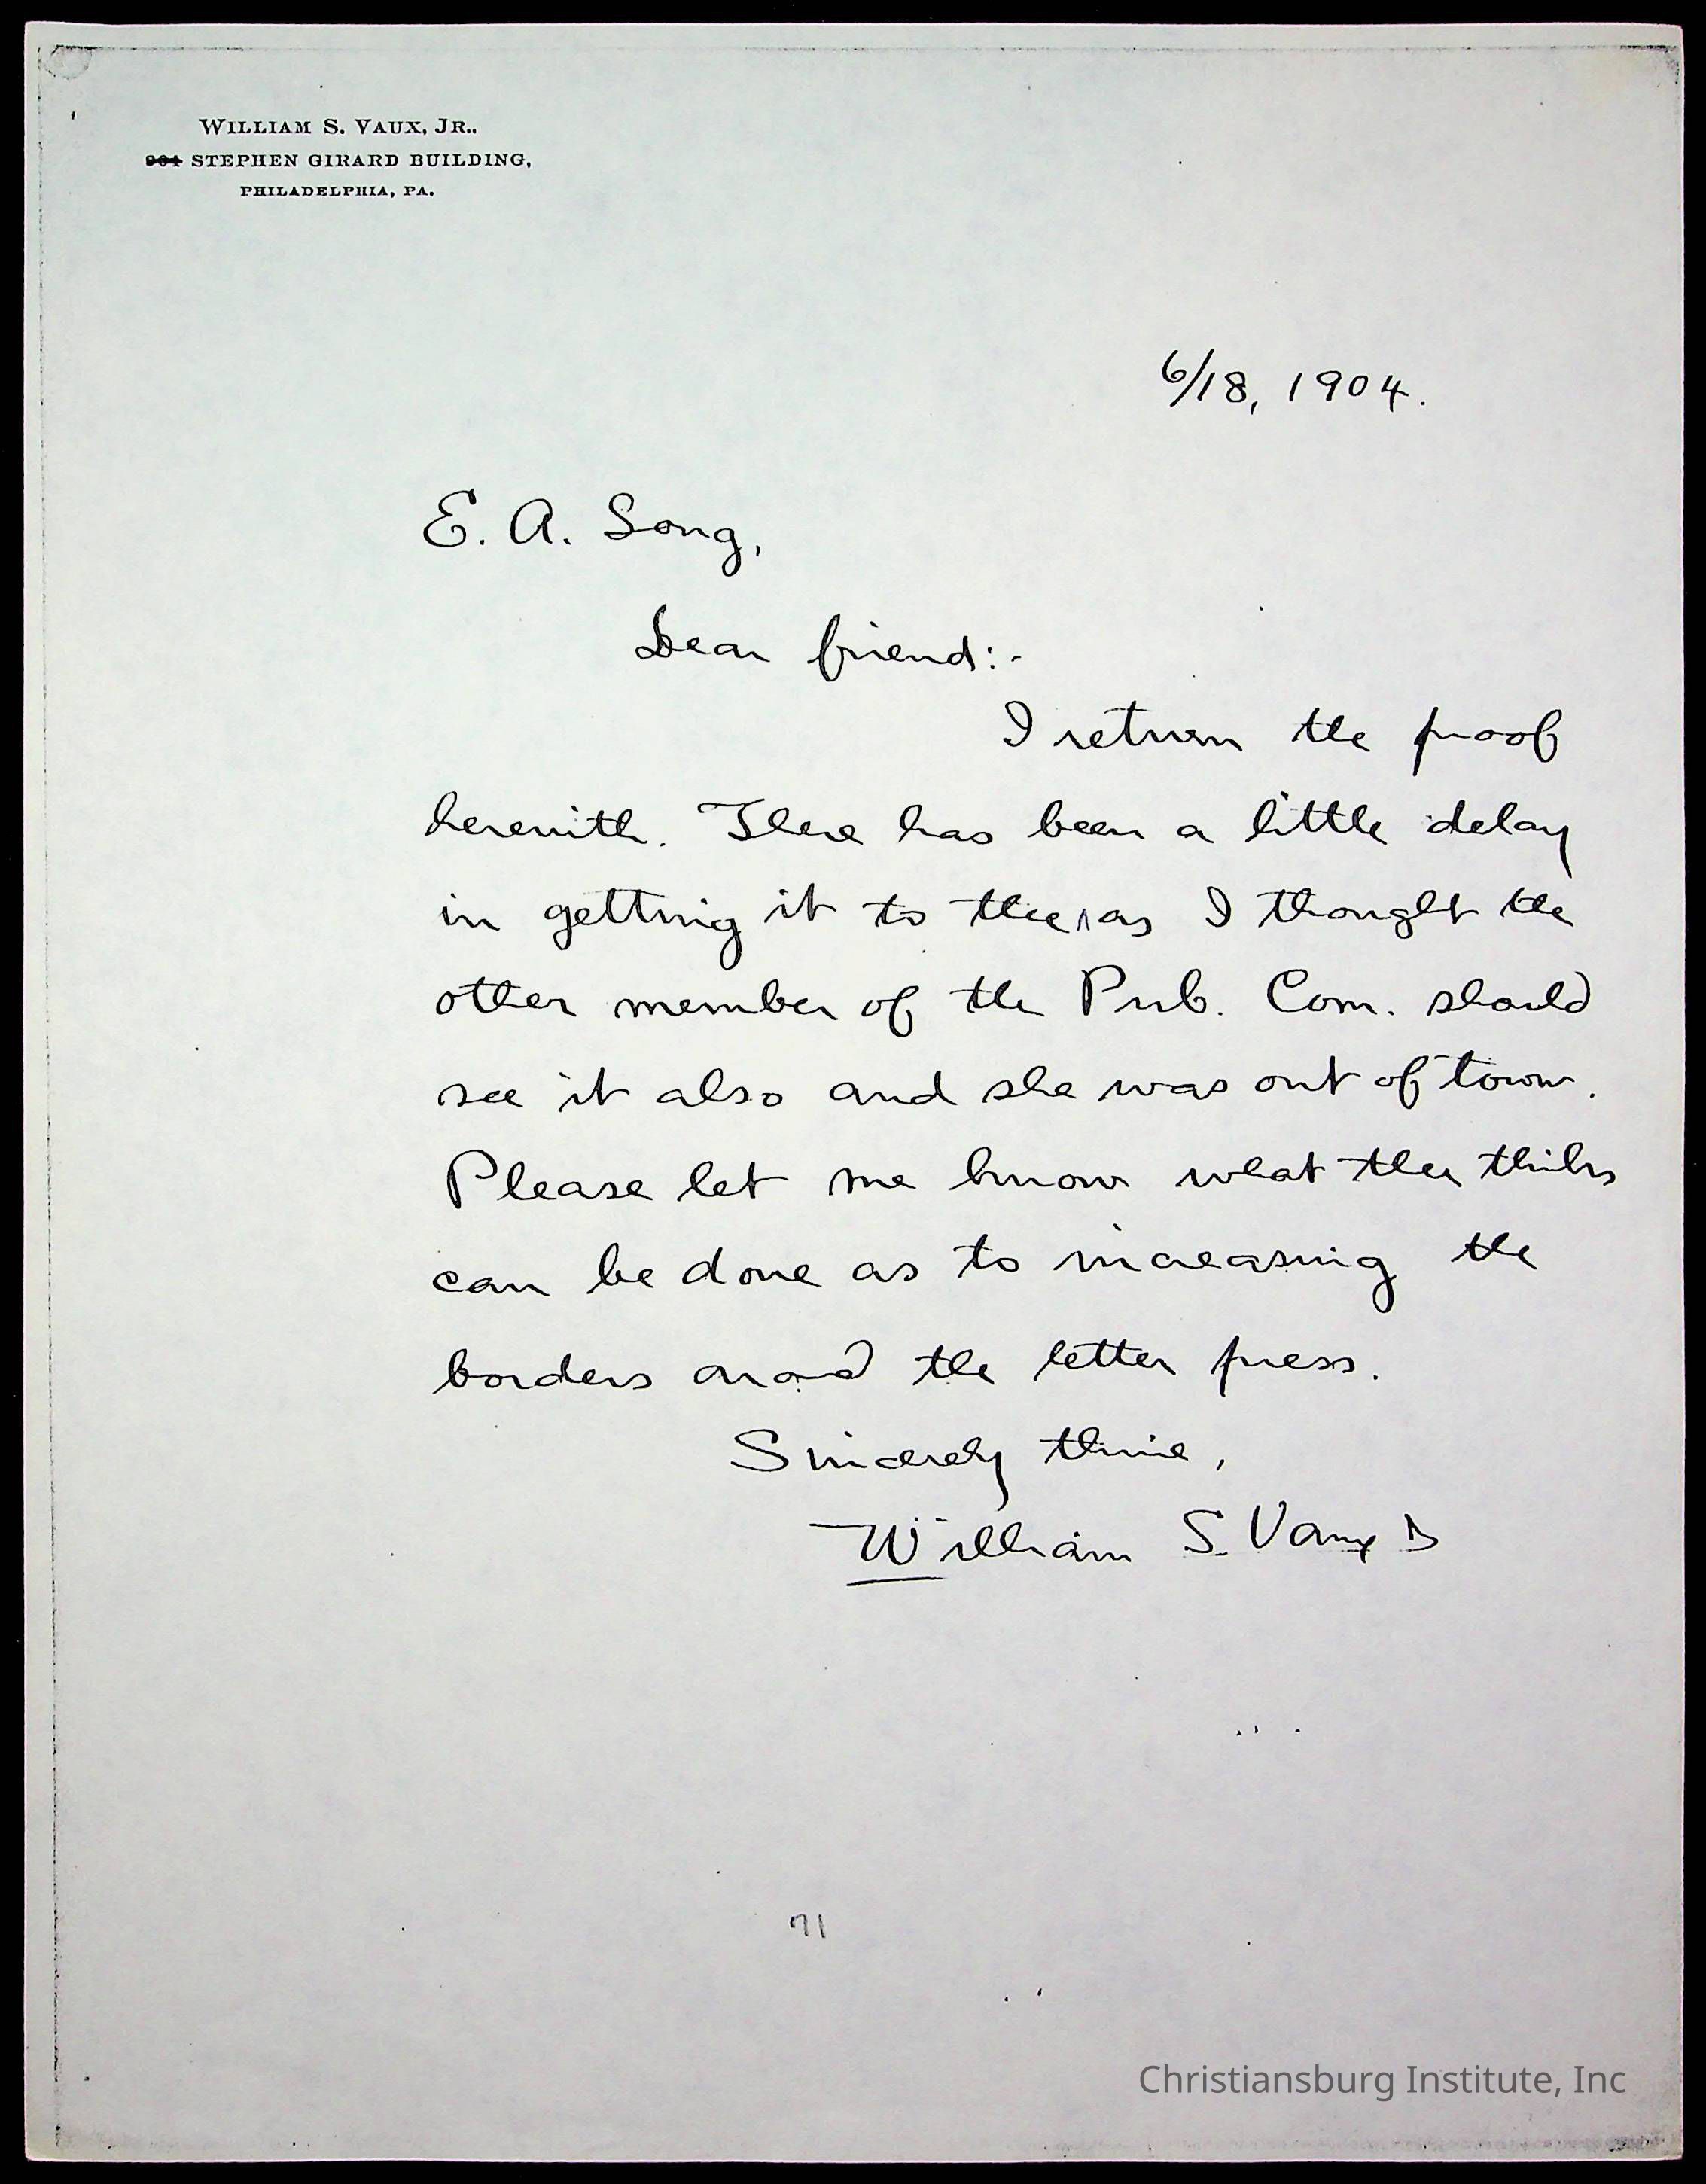 WILLIAM S. VAUX, JR.,
901 STEPHEN GIRARD BUILDING,
PHILADELPHIA, PA.
6/18, 1904.
E. A. Long,
Dear friend:-
I return the proof
herewith. There has been a little delay
in getting it to thee, as I thought the
other member of the Pub. Com. should
see it also and she was out of town.
Please let me know what thee thinks
can be done as to increasing the
borders around the letter press.
Sincerely thine,
William S. Vaux Jr
71
Christiansburg Institute, Inc